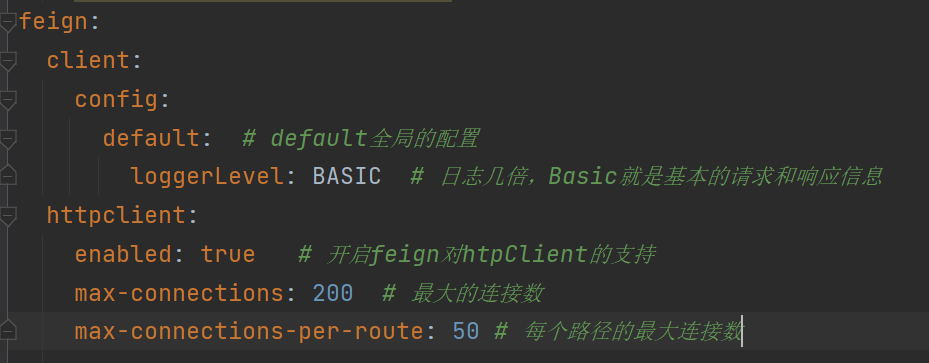 feign:
  client:
    config:
      default:  # default全局的配置
        loggerLevel: BASIC  # 日志几倍，Basic就是基本的请求和响应信息
  httpclient:
    enabled: true   # 开启feign对htpClient的支持
    max-connections: 200  # 最大的连接数
    max-connections-per-route: 50 # 每个路径的最大连接数